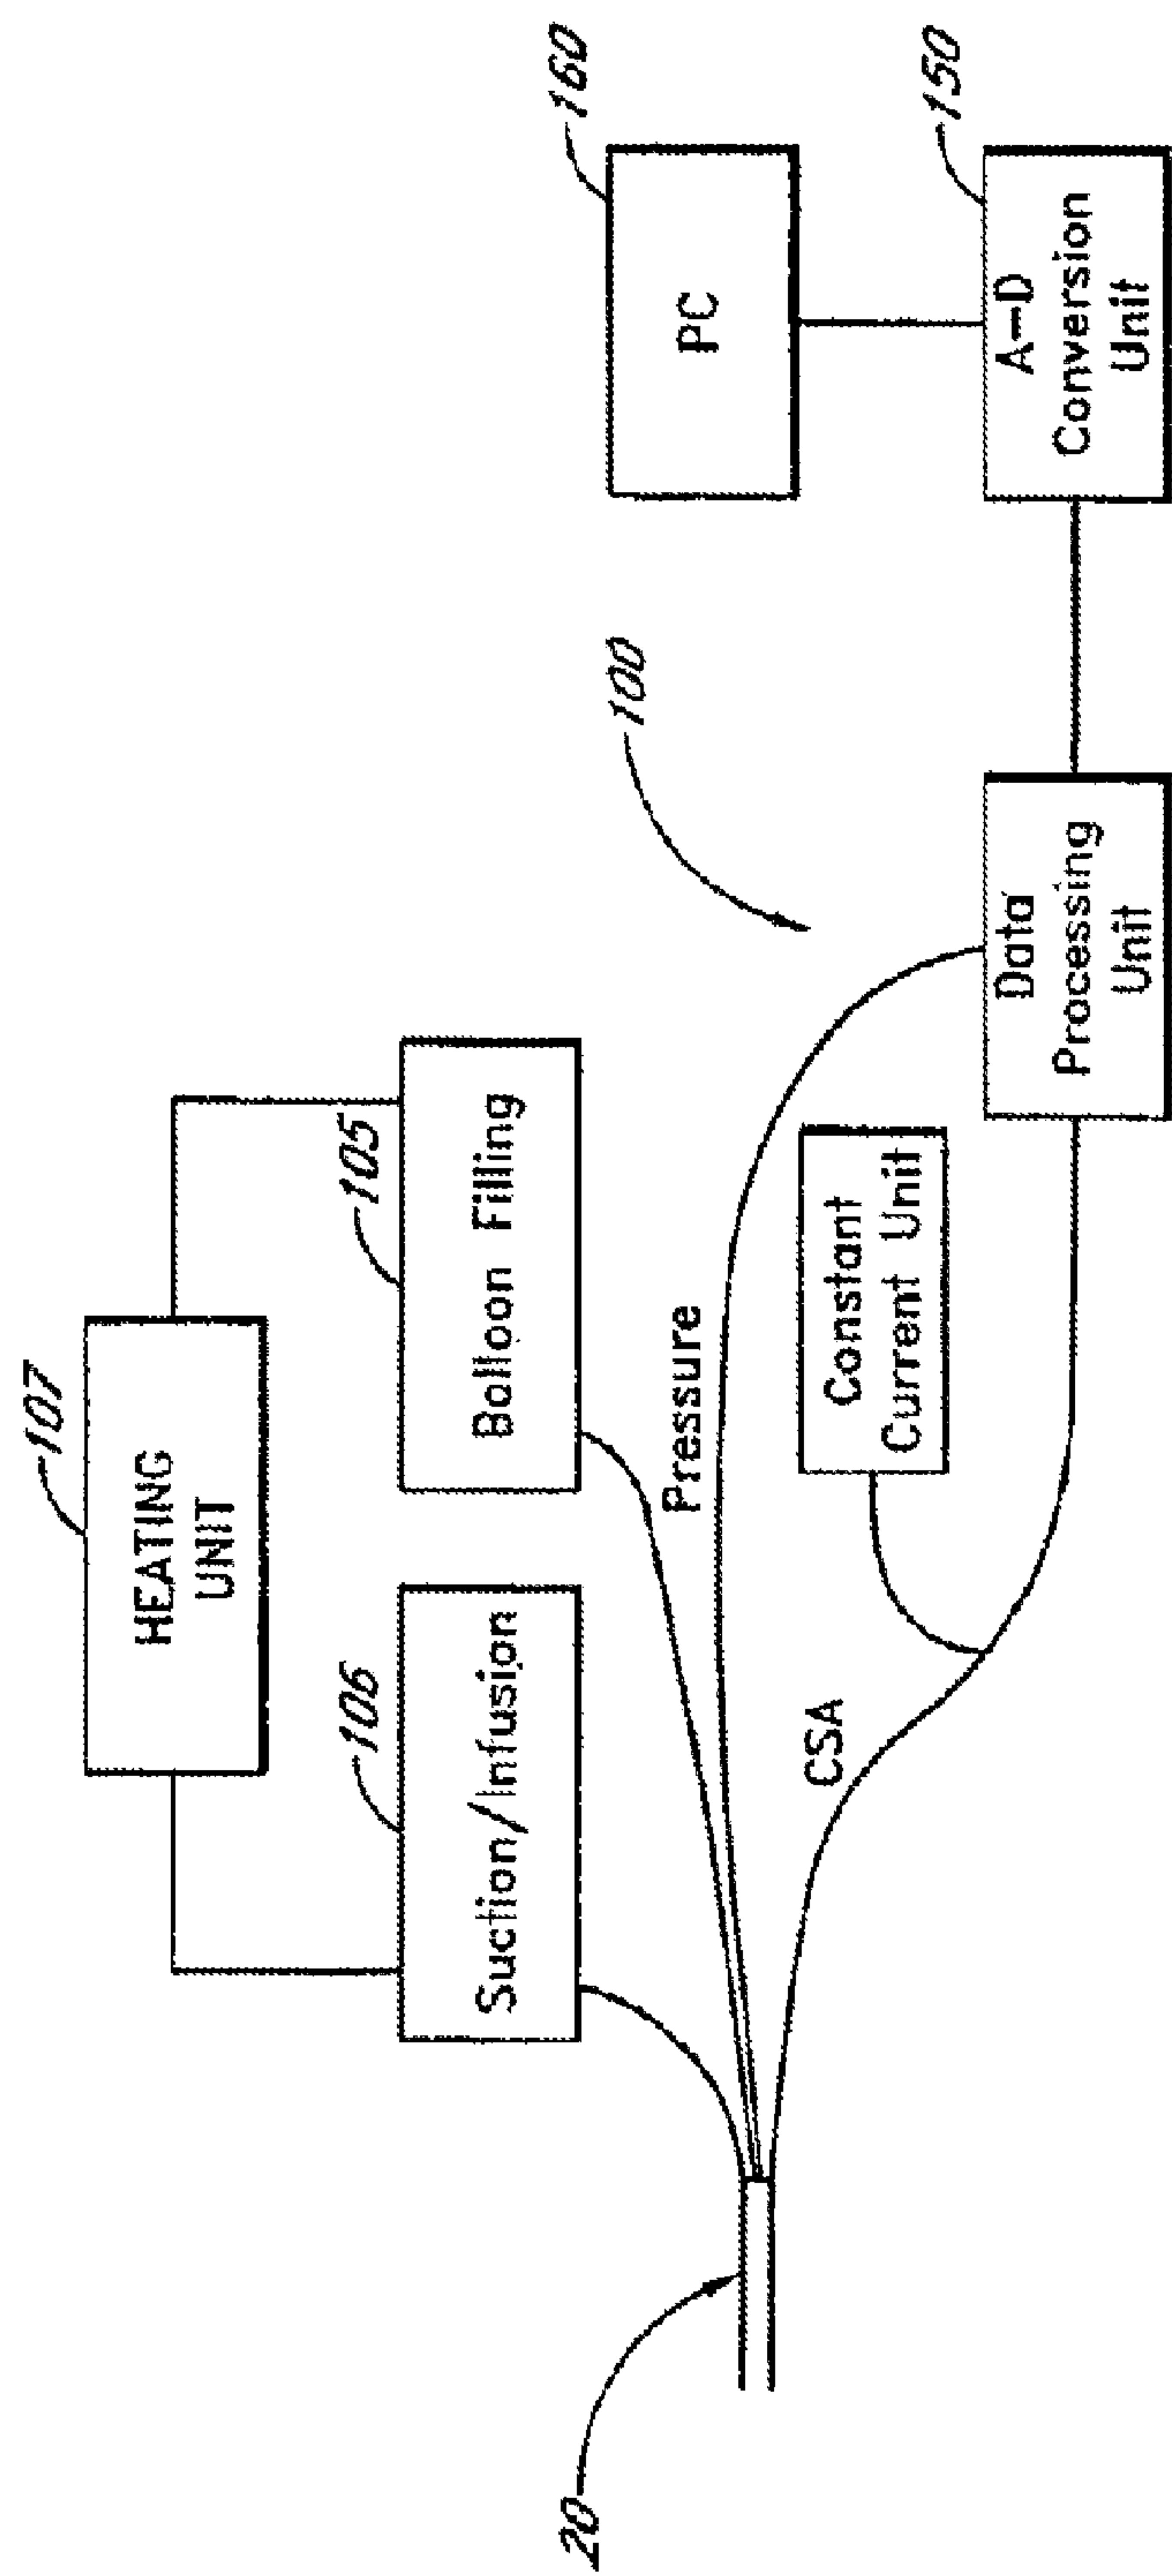 107
HEATING
UNIT
106
Suction/Infusion
105
Balloon Filling
20
Pressure
100
160
PC
CSA
Constant
Current Unit
Data
Processing
Unit
150
A-D
Conversion
Unit